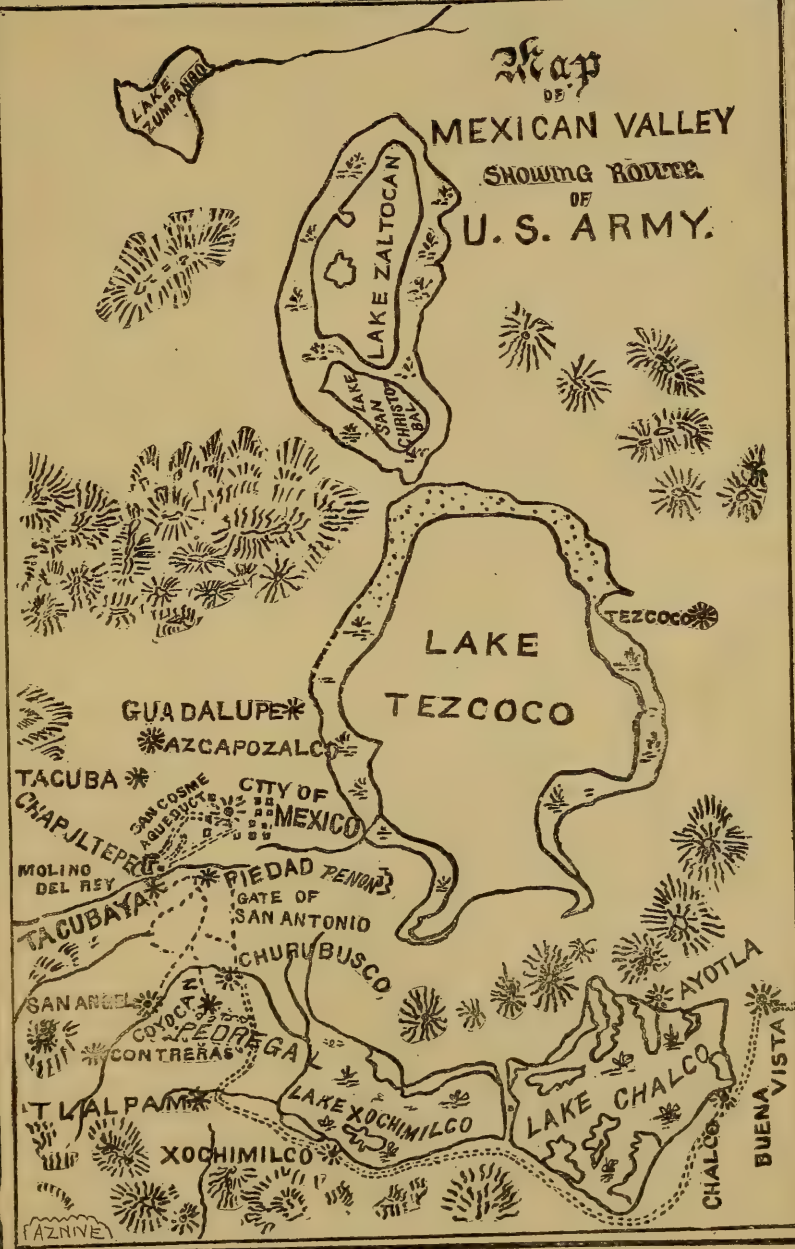 Map
OF
MEXICAN VALLEY
SHOWING ROUTE
OF
U. S. ARMY.
LAKE
ZUMPANGO
LAKE ZALTOCAN
LAKE
SAN
CHRISTO
BAL
TEZCOCO
LAKE
TEZCOCO
GUADALUPE
AZCAPOZALCO
TACUBA
SAN COSME
AQUEDUCT
CITY OF
MEXICO
CHAPULTEPEC
MOLINO
DEL REY
PIEDAD
PENON
TACUBAYA
GATE OF
SAN ANTONIO
CHURUBUSCO
SAN ANGEL
COYOCAN
PEDREGAL
CONTRERAS
AYOTLA
TLALPAM
LAKE XOCHIMILCO
LAKE CHALCO
XOCHIMILCO
CHALCO
BUENA
VISTA
AZNIVE